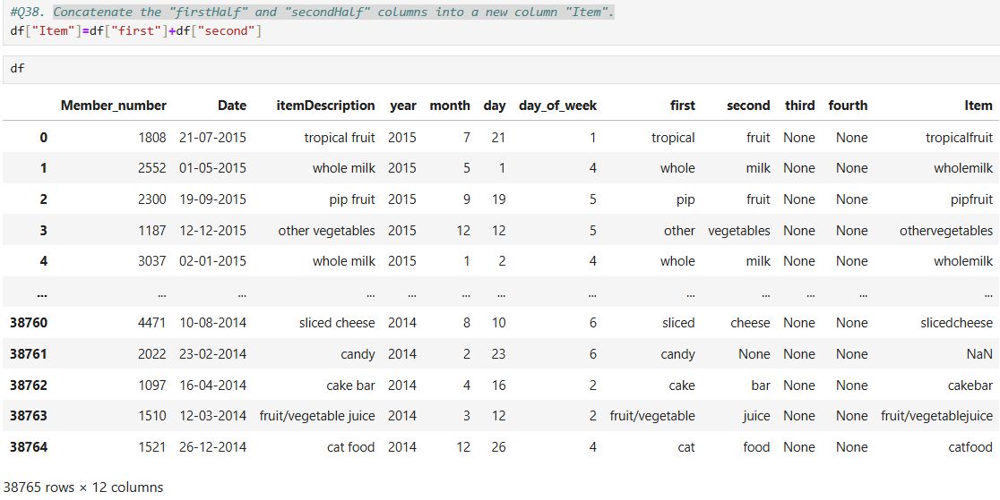 #Q38. Concatenate the "firstHalf" and "secondHalf" columns into a new column "Item".
df["Item"]=df["first"]+df["second"]
df
Member_number Date itemDescription year month day day_of_week first second third fourth Item
0 1808 21-07-2015 tropical fruit 2015 7 21 1 tropical fruit None None tropicalfruit
1 2552 01-05-2015 whole milk 2015 5 1 4 whole milk None None wholemilk
2 2300 19-09-2015 pip fruit 2015 9 19 5 pip fruit None None pipfruit
3 1187 12-12-2015 other vegetables 2015 12 12 5 other vegetables None None othervegetables
4 3037 02-01-2015 whole milk 2015 1 2 4 whole milk None None wholemilk
... ... ... ... ... ... ... ... ... ... ... ... ...
38760 4471 10-08-2014 sliced cheese 2014 8 10 6 sliced cheese None None slicedcheese
38761 2022 23-02-2014 candy 2014 2 23 6 candy None None None NaN
38762 1097 16-04-2014 cake bar 2014 4 16 2 cake bar None None cakebar
38763 1510 12-03-2014 fruit/vegetable juice 2014 3 12 2 fruit/vegetable juice None None fruit/vegetablejuice
38764 1521 26-12-2014 cat food 2014 12 26 4 cat food None None catfood
38765 rows × 12 columns